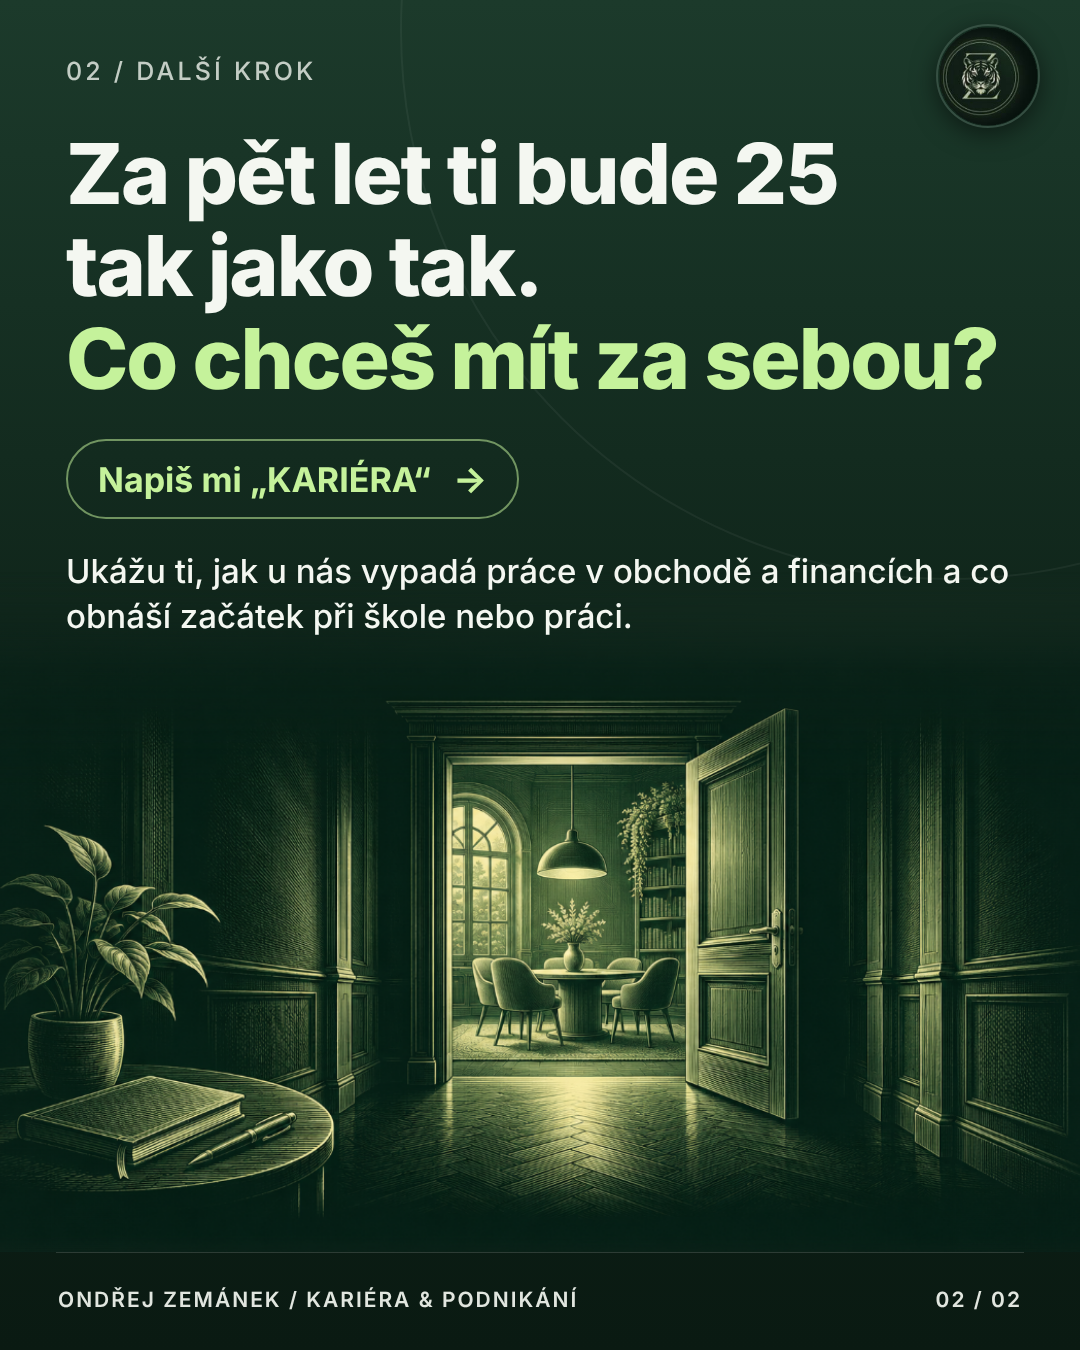 02 / DALŠÍ KROK
Za pět let ti bude 25
tak jako tak.
Co chceš mít za sebou?
Napiš mi „KARIÉRA“ →
Ukážu ti, jak u nás vypadá práce v obchodě a financích a co
obnáší začátek při škole nebo práci.
ONDŘEJ ZEMÁNEK / KARIÉRA & PODNIKÁNÍ
02 / 02